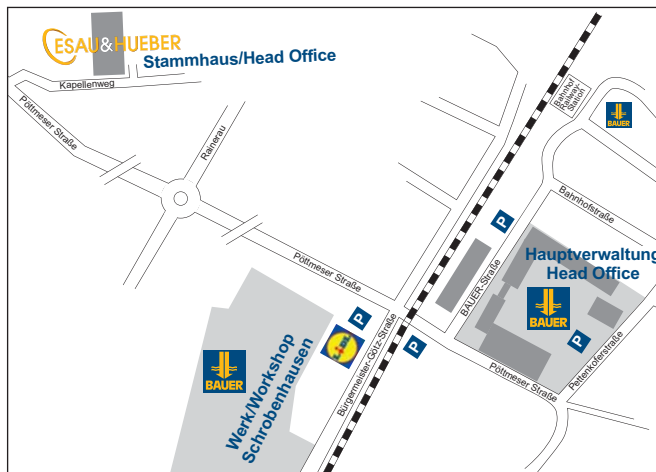 ESAU&HUEBER
Stammhaus/Head Office
Kapellenweg
Pöttmeser Straße
Rainerau
Bahnhof
Railway-
Station
BAUER
Bahnhofstraße
P
Hauptverwaltung
Head Office
BAUER-Straße
BAUER
P
Pettenkoferstraße
Pöttmeser Straße
Pöttmeser Straße
P
P
LIDL
Bürgermeister-Götz-Straße
BAUER
Werk/Workshop
Schrobenhausen